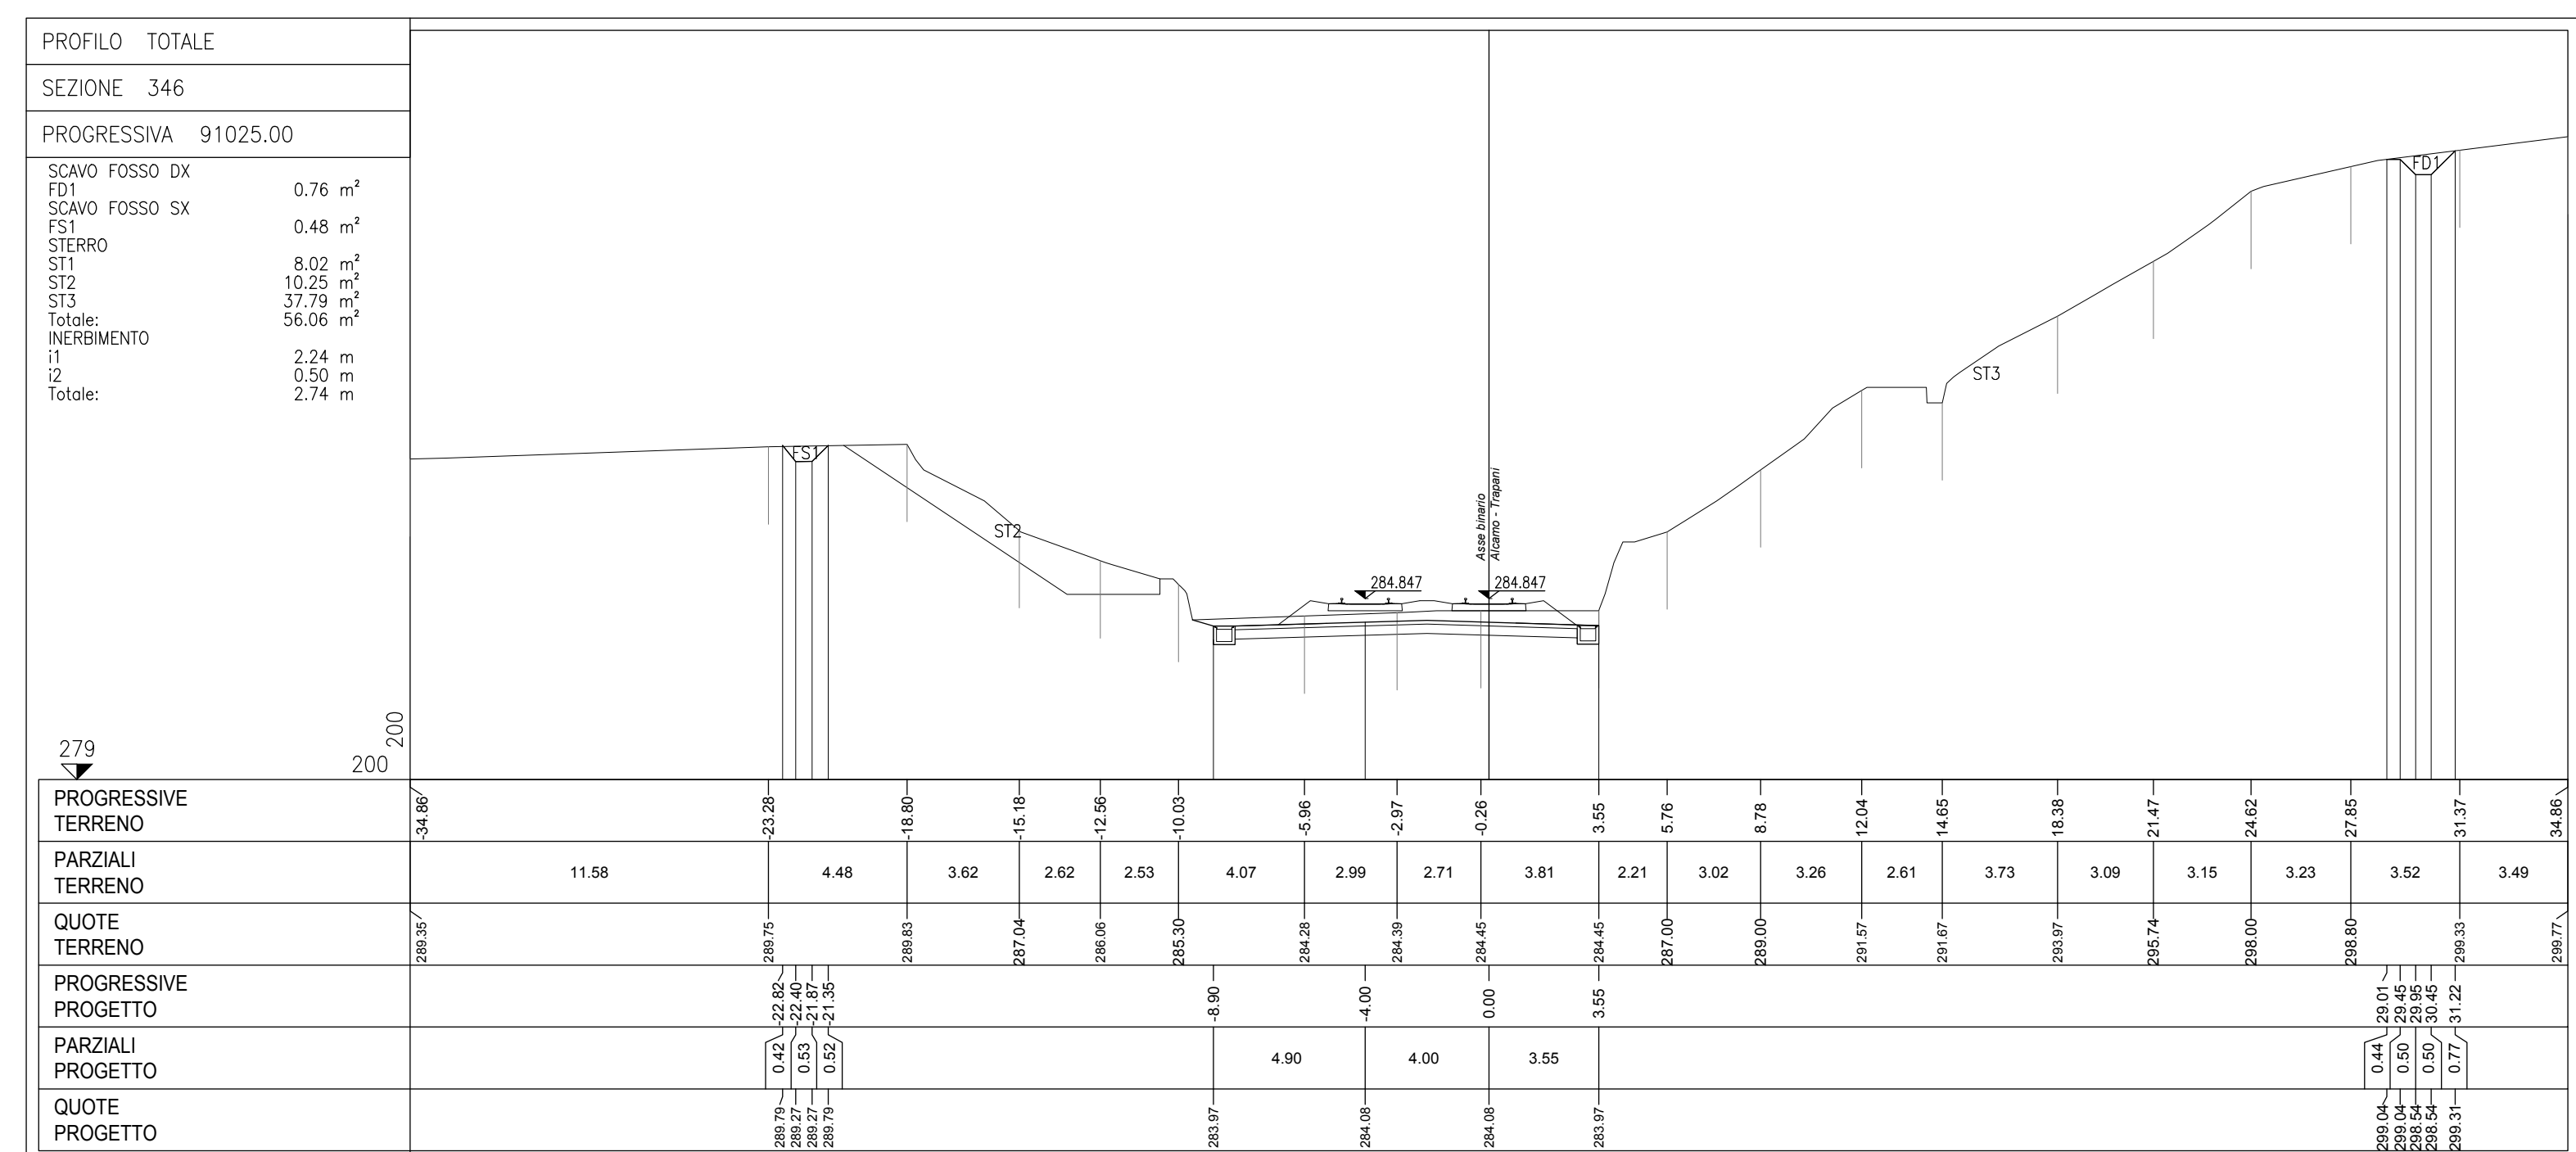 PROFILO TOTALE
SEZIONE 346
PROGRESSIVA 91025.00
SCAVO FOSSO DX
FD1 0.76 m²
SCAVO FOSSO SX
FS1 0.48 m²
STERRO
ST1 8.02 m²
ST2 10.25 m²
ST3 37.79 m²
Totale: 56.06 m²
INERBIMENTO
i1 2.24 m
i2 0.50 m
Totale: 2.74 m
FD1
ST3
FS1
ST2
Asse binario
Alcamo - Trapani
284.847 284.847
200
279
200
PROGRESSIVE
TERRENO
-34.86 -23.28 -18.80 -15.18 -12.56 -10.03 -5.96 -2.97 -0.26 3.55 5.76 8.78 12.04 14.65 18.38 21.47 24.62 27.85 31.37 34.86
PARZIALI
TERRENO
11.58 4.48 3.62 2.62 2.53 4.07 2.99 2.71 3.81 2.21 3.02 3.26 2.61 3.73 3.09 3.15 3.23 3.52 3.49
QUOTE
TERRENO
289.35 289.75 289.83 287.04 286.06 285.30 284.28 284.39 284.45 284.45 287.00 289.00 291.57 291.67 293.97 295.74 298.00 298.80 299.33 299.77
PROGRESSIVE
PROGETTO
-22.82 -22.40 -21.87 -21.35 -8.90 -4.00 0.00 3.55 29.01 29.45 29.95 30.45 31.22
PARZIALI
PROGETTO
0.42 0.53 0.52 4.90 4.00 3.55 0.44 0.50 0.50 0.77
QUOTE
PROGETTO
289.79 289.27 289.27 289.79 283.97 284.08 284.08 283.97 299.04 299.04 298.54 298.54 299.31